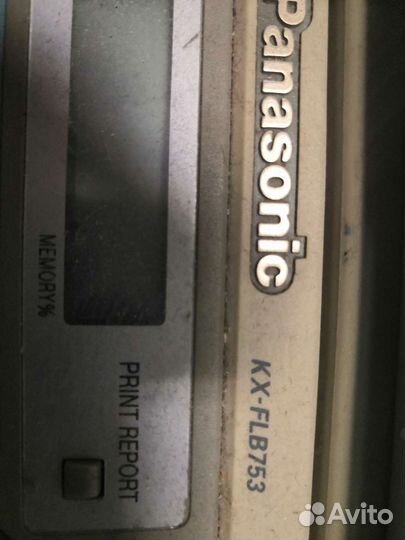 Panasonic
KX-FLB753
MEMORY%
PRINT REPORT
Avito